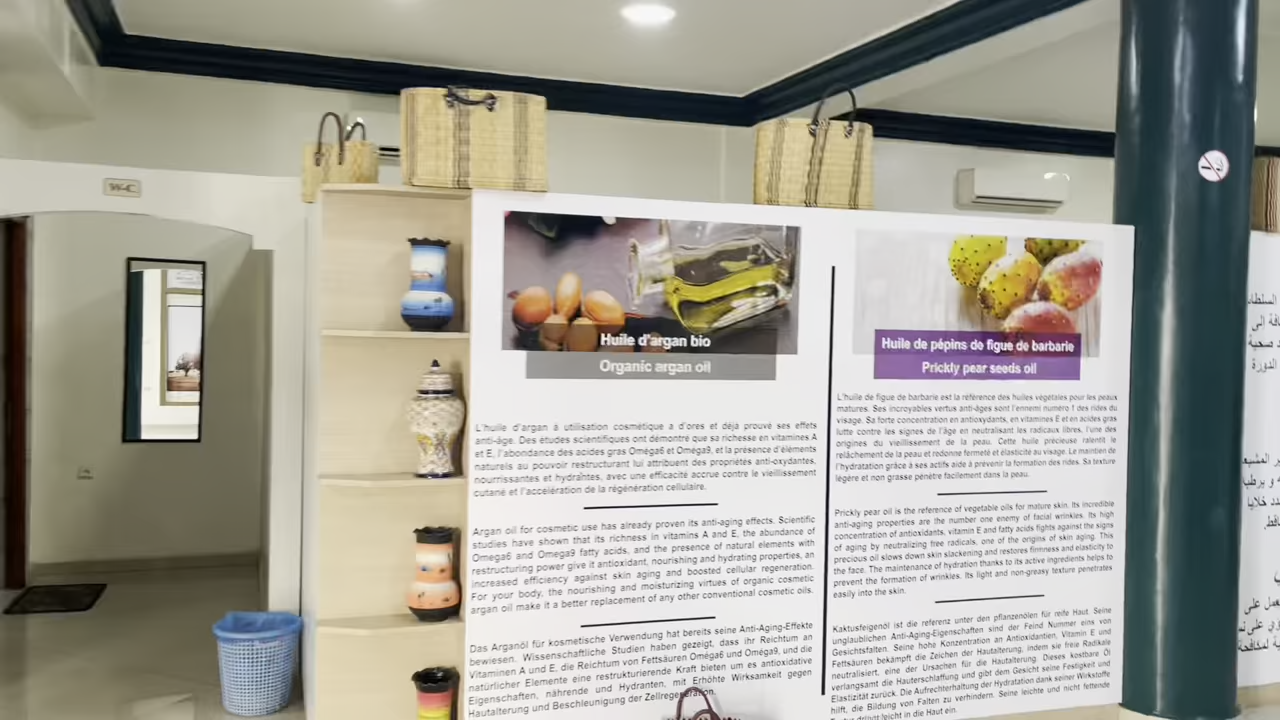 W-C
Huile d'argan bio
Organic argan oil
L'huile d'argan à utilisation cosmétique a d'ores et déjà prouvé ses effets
anti-âge. Des études scientifiques ont démontré que sa richesse en vitamines A
et E, l'abondance des acides gras Oméga6 et Oméga9, et la présence d'éléments
naturels au pouvoir restructurant lui attribuent des propriétés anti-oxydantes,
nourrissantes et hydratntes, avec une efficacité accrue contre le vieillissement
cutané et l'accélération de la régénération cellulaire.
Argan oil for cosmetic use has already proven its anti-aging effects. Scientific
studies have shown that its richness in vitamins A and E, the abundance of
Omega6 and Omega9 fatty acids, and the presence of natural elements with
restructuring power give it antioxidant, nourishing and hydrating properties, an
increased efficiency against skin aging and boosted cellular regeneration.
For your body, the nourishing and moisturizing virtues of organic cosmetic
argan oil make it a better replacement of any other conventional cosmetic oils.
Das Arganöl für kosmetische Verwendung hat bereits seine Anti-Aging-Effekte
bewiesen. Wissenschaftliche Studien haben gezeigt, dass ihr Reichtum an
Vitaminen A und E, die Reichtum von Fettsäuren Oméga6 und Oméga9, und die
natürlicher Elemente eine restrukturierende Kraft bieten um es antioxidative
Eigenschaften, nährende und Hydranten, mit Erhöhte Wirksamkeit gegen
Hautalterung und Beschleunigung der Zellregeneration.
Huile de pépins de figue de barbarie
Prickly pear seeds oil
L'huile de figue de barbarie est la référence des huiles végétales pour les peaux
matures. Ses incroyables vertus anti-âges sont l'ennemi numéro 1 des rides du
visage. Sa forte concentration en antioxydants, en vitamines E et en acides gras
lutte contre les signes de l'âge en neutralisant les radicaux libres, l'une des
origines du vieillissement de la peau. Cette huile précieuse ralentit le
relâchement de la peau et redonne fermeté et élasticité au visage. Le maintien de
l'hydratation grâce à ses actifs aide à prévenir la formation des rides. Sa texture
légère et non grasse pénètre facilement dans la peau.
Prickly pear oil is the reference of vegetable oils for mature skin. Its incredible
anti-aging properties are the number one enemy of facial wrinkles. Its high
concentration of antioxidants, vitamin E and fatty acids fights against the signs
of aging by neutralizing free radicals, one of the origins of skin aging. This
precious oil slows down skin slackening and restores firmness and elasticity to
the face. The maintenance of hydration thanks to its active ingredients helps to
prevent the formation of wrinkles. Its light and non-greasy texture penetrates
easily into the skin.
Kaktusfeigenöl ist die referenz unter den pflanzenölen für reife Haut. Seine
unglaublichen Anti-Aging-Eigenschaften sind der Feind Nummer eins von
Gesichtsfalten. Seine hohe Konzentration an Antioxidantien, Vitamin E und
Fettsäuren bekämpft die Zeichen der Hautalterung, indem sie freie Radikale
neutralisiert, eine der Ursachen für die Hautalterung. Dieses kostbare Öl
verlangsamt die Hauterschlaffung und gibt dem Gesicht seine Festigkeit und
Elastizität zurück. Die Aufrechterhaltung der Hydratation dank seiner Wirkstoffe
hilft, die Bildung von Falten zu verhindern. Seine leichte und nicht fettende
dringt leicht in die Haut ein.
إلى
الدورة
و يرطب
خلايا
على